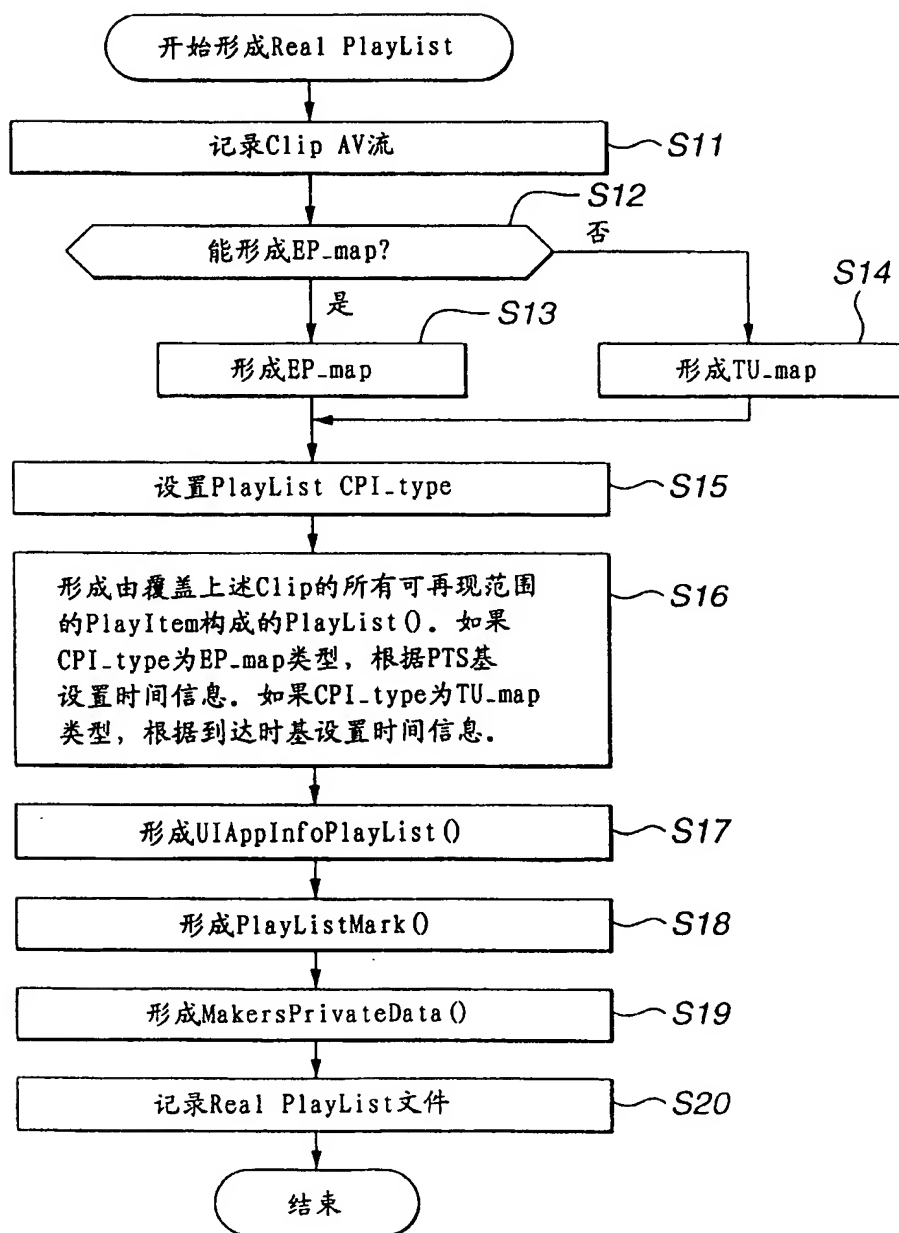 开始形成Real PlayList
记录Clip AV流
S11
S12
能形成EP_map?
否
是
S13
S14
形成EP_map
形成TU_map
设置PlayList CPI_type
S15
形成由覆盖上述Clip的所有可再现范围
的PlayItem构成的PlayList()。如果
CPI_type为EP_map类型，根据PTS基
设置时间信息。如果CPI_type为TU_map
类型，根据到达时基设置时间信息。
S16
形成UIAppInfoPlayList()
S17
形成PlayListMark()
S18
形成MakersPrivateData()
S19
记录Real PlayList文件
S20
结束